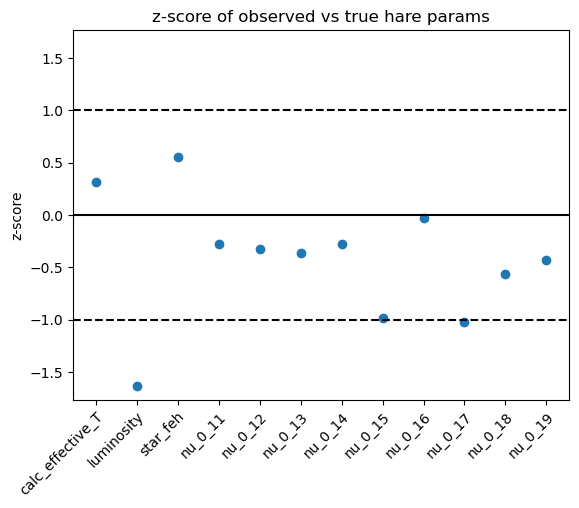 z-score of observed vs true hare params
z-score
1.5
1.0
0.5
0.0
−0.5
−1.0
−1.5
calc_effective_T
luminosity
star_feh
nu_0_11
nu_0_12
nu_0_13
nu_0_14
nu_0_15
nu_0_16
nu_0_17
nu_0_18
nu_0_19